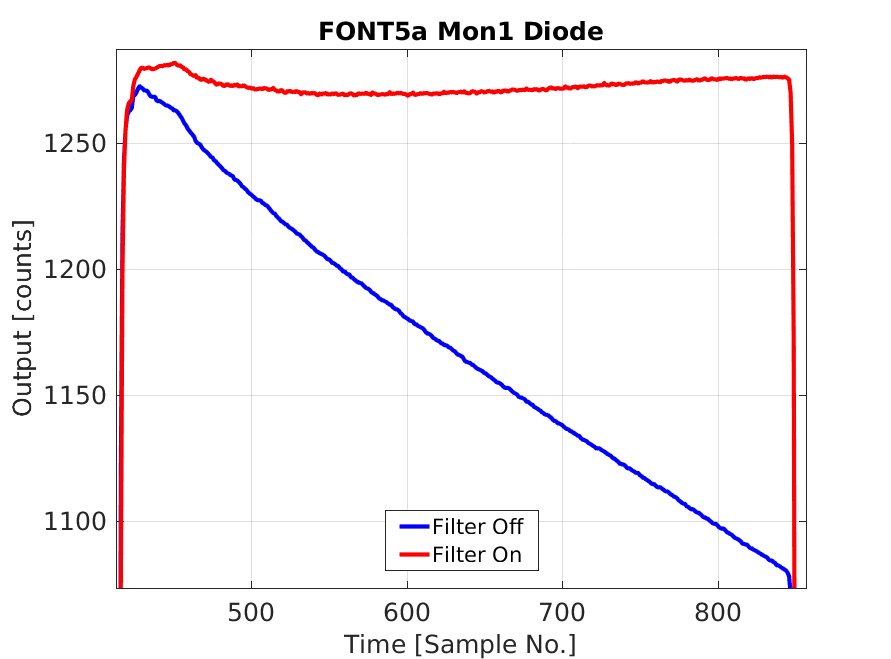 FONT5a Mon1 Diode
Output [counts]
1250
1200
1150
1100
Filter Off
Filter On
500 600 700 800
Time [Sample No.]